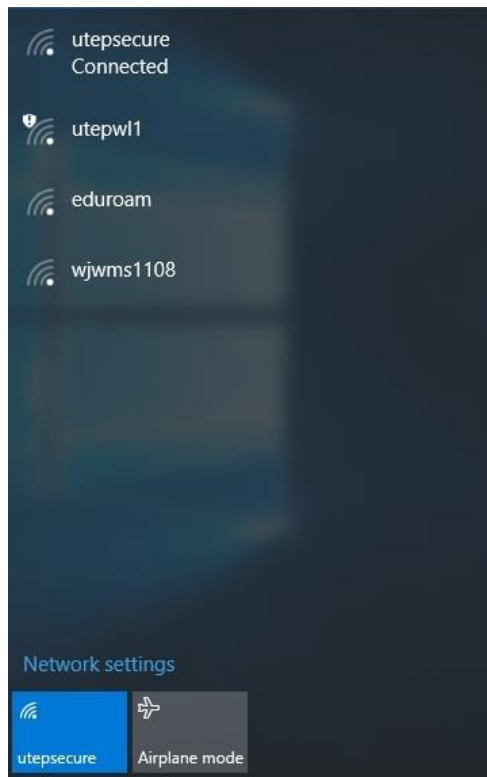 utepsecure
Connected
utepwl1
eduroam
wjwms1108
Network settings
utepsecure
Airplane mode